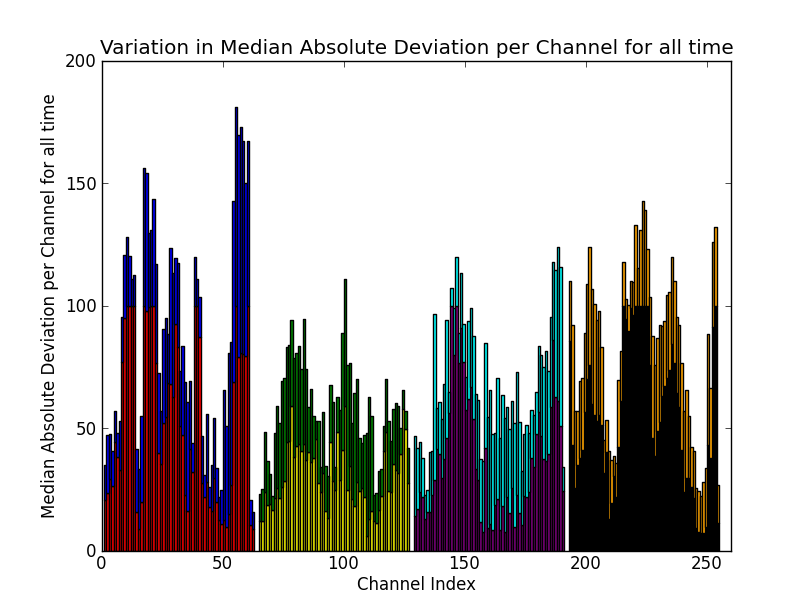 Variation in Median Absolute Deviation per Channel for all time
Median Absolute Deviation per Channel for all time
200
150
100
50
0
0 50 100 150 200 250
Channel Index